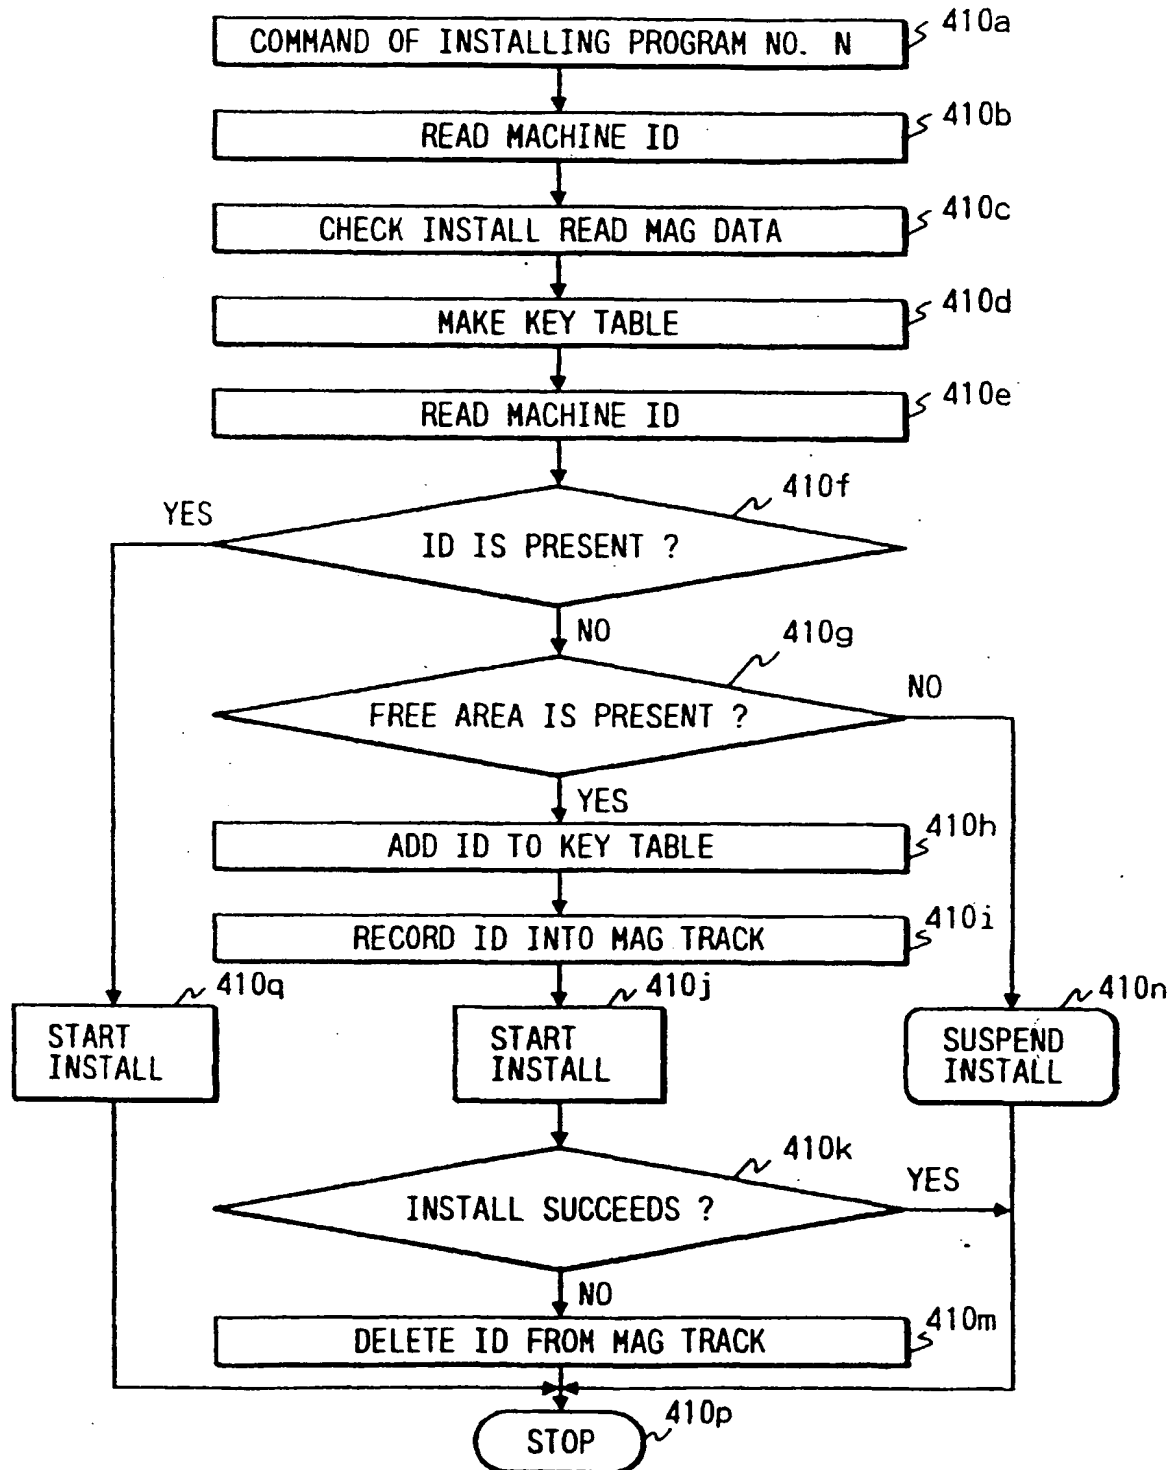 COMMAND OF INSTALLING PROGRAM NO. N
410a
READ MACHINE ID
410b
CHECK INSTALL READ MAG DATA
410c
MAKE KEY TABLE
410d
READ MACHINE ID
410e
410f
YES
ID IS PRESENT ?
NO
410g
NO
FREE AREA IS PRESENT ?
YES
ADD ID TO KEY TABLE
410h
RECORD ID INTO MAG TRACK
410i
410q
410j
410n
START
INSTALL
START
INSTALL
SUSPEND
INSTALL
410k
YES
INSTALL SUCCEEDS ?
NO
DELETE ID FROM MAG TRACK
410m
410p
STOP